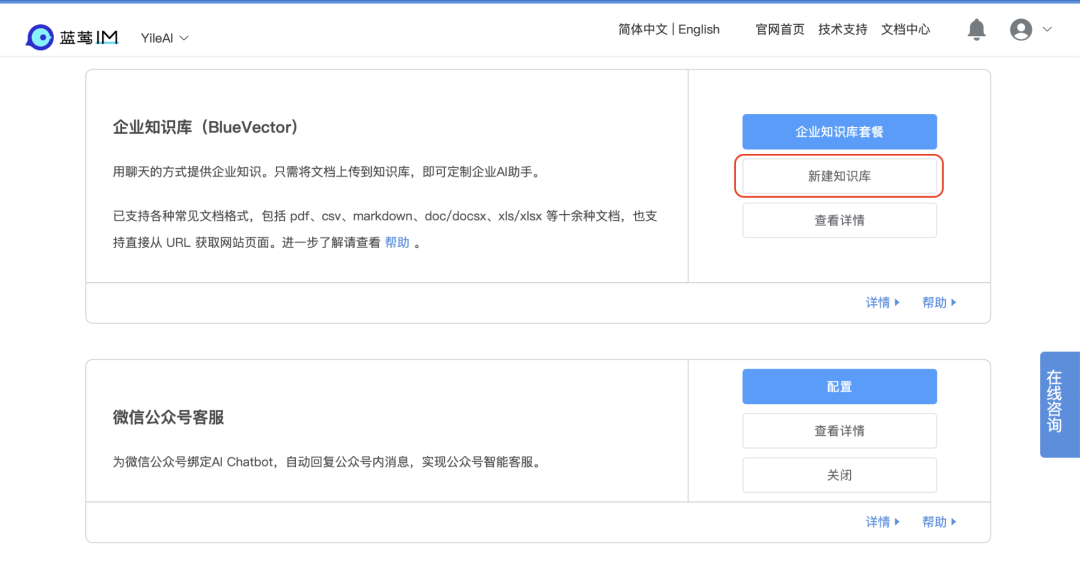 蓝莺IM YileAI 简体中文 | English 官网首页 技术支持 文档中心
企业知识库（BlueVector）
用聊天的方式提供企业知识。只需将文档上传到知识库，即可定制企业AI助手。
已支持各种常见文档格式，包括 pdf、csv、markdown、doc/docsx、xls/xlsx 等十余种文档，也支
持直接从 URL 获取网站页面。进一步了解请查看 帮助 。
企业知识库套餐
新建知识库
查看详情
详情 帮助
微信公众号客服
为微信公众号绑定AI Chatbot，自动回复公众号内消息，实现公众号智能客服。
配置
查看详情
关闭
详情 帮助
在线咨询